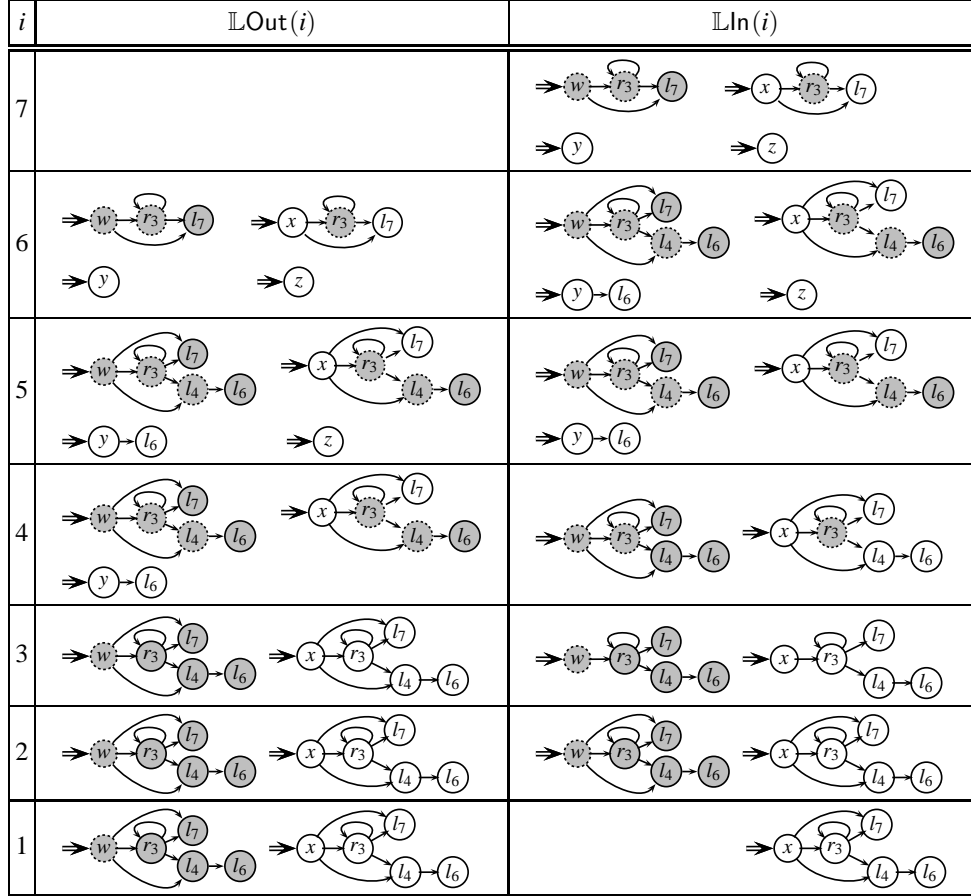 i 𝕃Out(i) 𝕃In(i)
7
w r₃ l₇ x r₃ l₇
y z
6
w r₃ l₇ x r₃ l₇
y z
w r₃ l₇ l₄ l₆ x r₃ l₇ l₄ l₆
y l₆ z
5
w r₃ l₇ l₄ l₆ x r₃ l₇ l₄ l₆
y l₆ z
w r₃ l₇ l₄ l₆ x r₃ l₇ l₄ l₆
y l₆
4
w r₃ l₇ l₄ l₆ x r₃ l₇ l₄ l₆
y l₆
w r₃ l₇ l₄ l₆ x r₃ l₇ l₄ l₆
3
w r₃ l₇ l₄ l₆ x r₃ l₇ l₄ l₆
w r₃ l₇ l₄ l₆ x r₃ l₇ l₄ l₆
2
w r₃ l₇ l₄ l₆ x r₃ l₇ l₄ l₆
w r₃ l₇ l₄ l₆ x r₃ l₇ l₄ l₆
1
w r₃ l₇ l₄ l₆ x r₃ l₇ l₄ l₆
x r₃ l₇ l₄ l₆